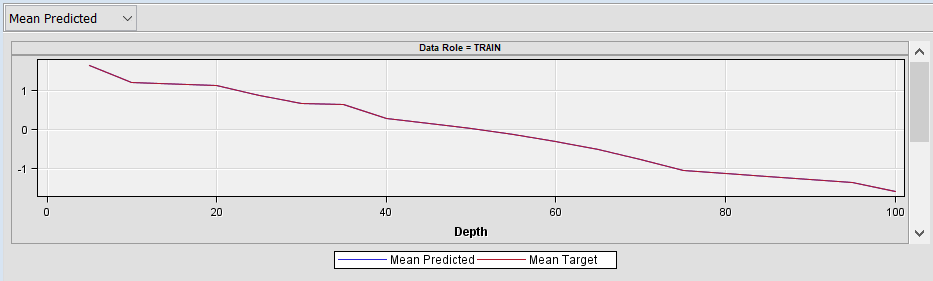 Mean Predicted
Data Role = TRAIN
1
0
-1
0 20 40 60 80 100
Depth
Mean Predicted Mean Target